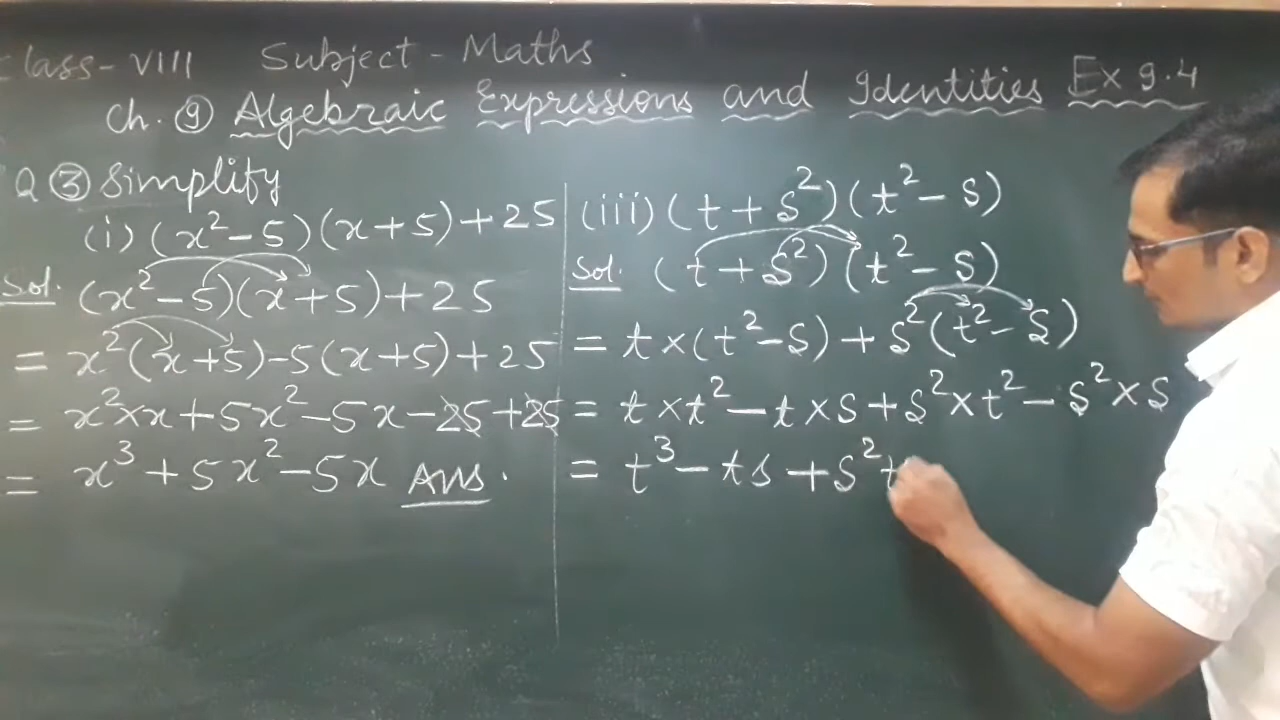 Class-VIII Subject - Maths
Ch. ⑨ Algebraic Expressions and Identities Ex 9.4
Q ③ Simplify
(i) (x²-5)(x+5)+25
Sol. (x²-5)(x+5)+25
= x²(x+5)-5(x+5)+25
= x²×x+5x²-5x-25+25
= x³+5x²-5x Ans.
(iii) (t+s²)(t²-s)
Sol. (t+s²)(t²-s)
= t×(t²-s)+s²(t²-s)
= t×t²-t×s+s²×t²-s²×s
= t³-ts+s²t